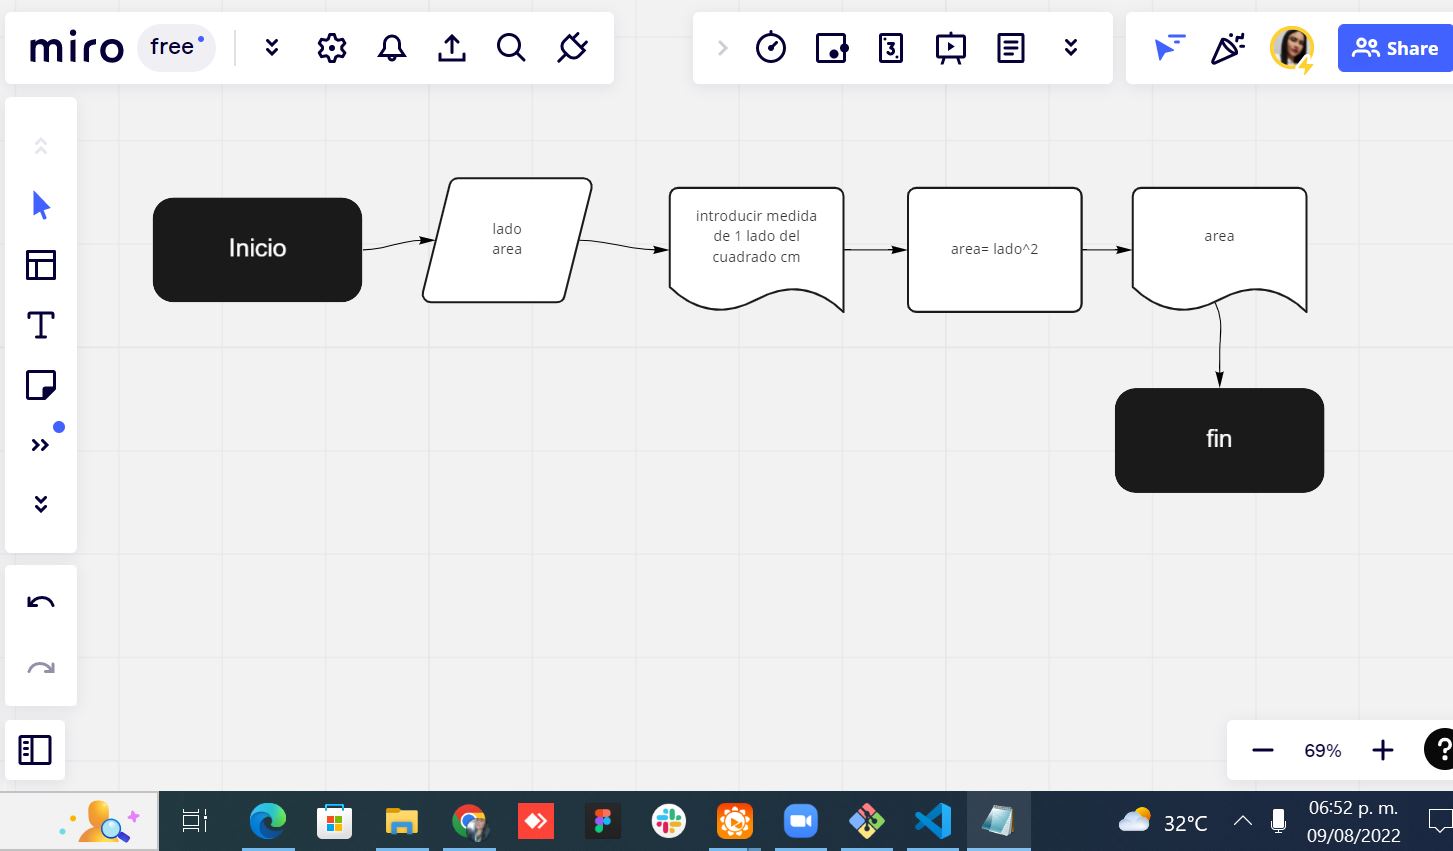 miro
free
3
Share
Inicio
lado
area
introducir medida
de 1 lado del
cuadrado cm
area= lado^2
area
fin
T
69%
?
32°C
06:52 p. m.
09/08/2022